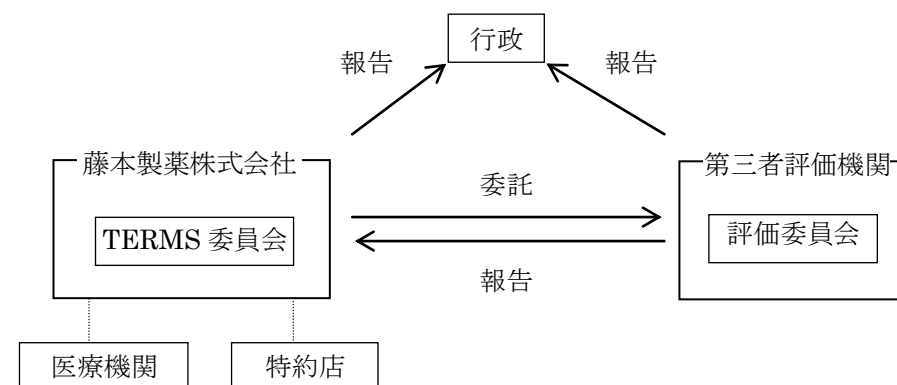 行政
報告
報告
藤本製薬株式会社
第三者評価機関
委託
TERMS 委員会
評価委員会
報告
医療機関
特約店